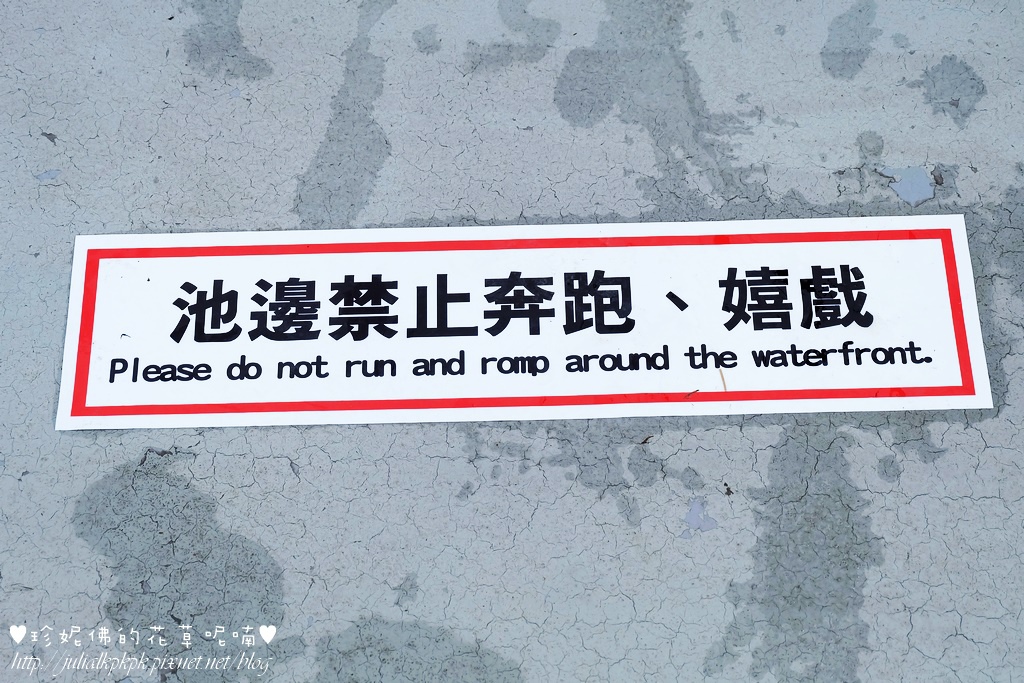 池邊禁止奔跑、嬉戲
Please do not run and romp around the waterfront.
♥珍妮佛的花草呢喃♥
http://julialkpkpk.pixnet.net/blog